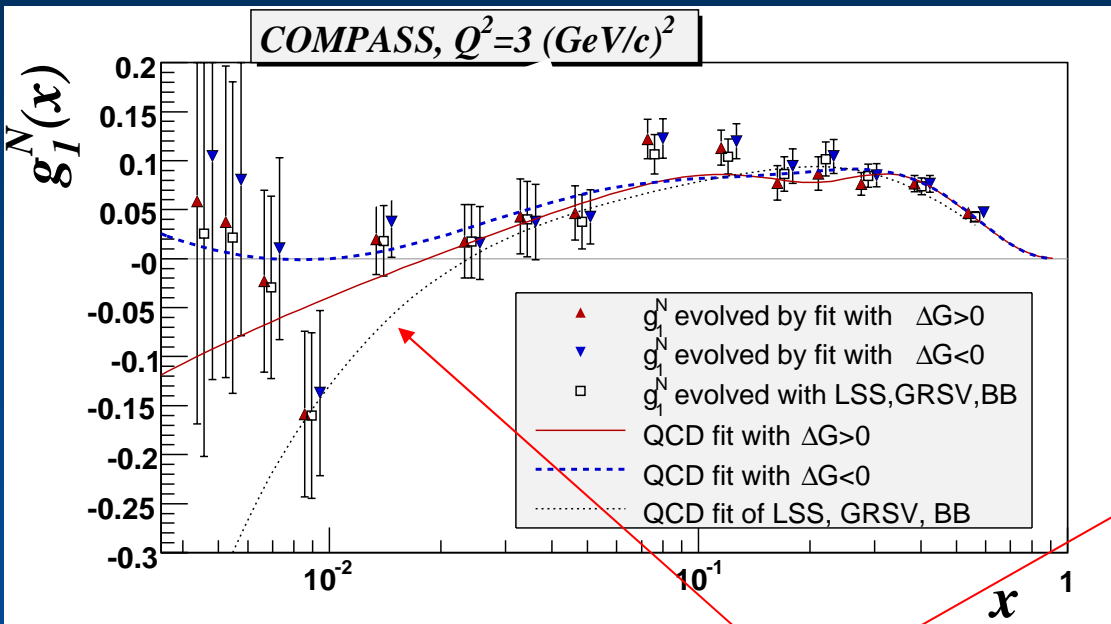 COMPASS, Q²=3 (GeV/c)²
g₁ᴺ(x)
0.2
0.15
0.1
0.05
-0
-0.05
-0.1
-0.15
-0.2
-0.25
-0.3
g₁ᴺ evolved by fit with ΔG>0
g₁ᴺ evolved by fit with ΔG<0
g₁ᴺ evolved with LSS,GRSV,BB
QCD fit with ΔG>0
QCD fit with ΔG<0
QCD fit of LSS, GRSV, BB
10⁻² 10⁻¹ 1
x